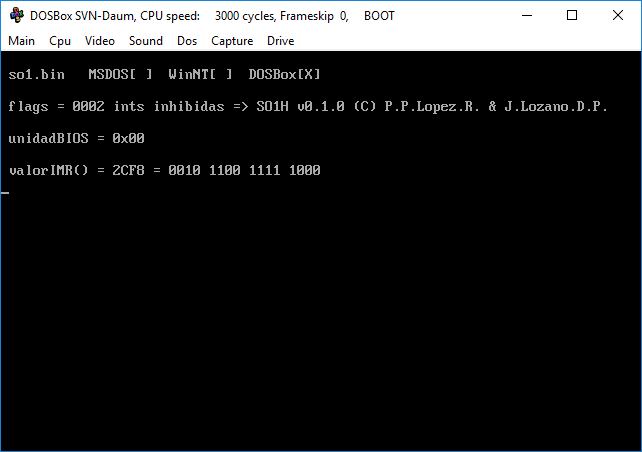 DOSBox SVN-Daum, CPU speed: 3000 cycles, Frameskip 0, BOOT
Main Cpu Video Sound Dos Capture Drive
so1.bin MSDOS[ ] WinNT[ ] DOSBox[X]
flags = 0002 ints inhibidas => SO1H v0.1.0 (C) P.P.Lopez.R. & J.Lozano.D.P.
unidadBIOS = 0x00
valorIMR() = 2CF8 = 0010 1100 1111 1000